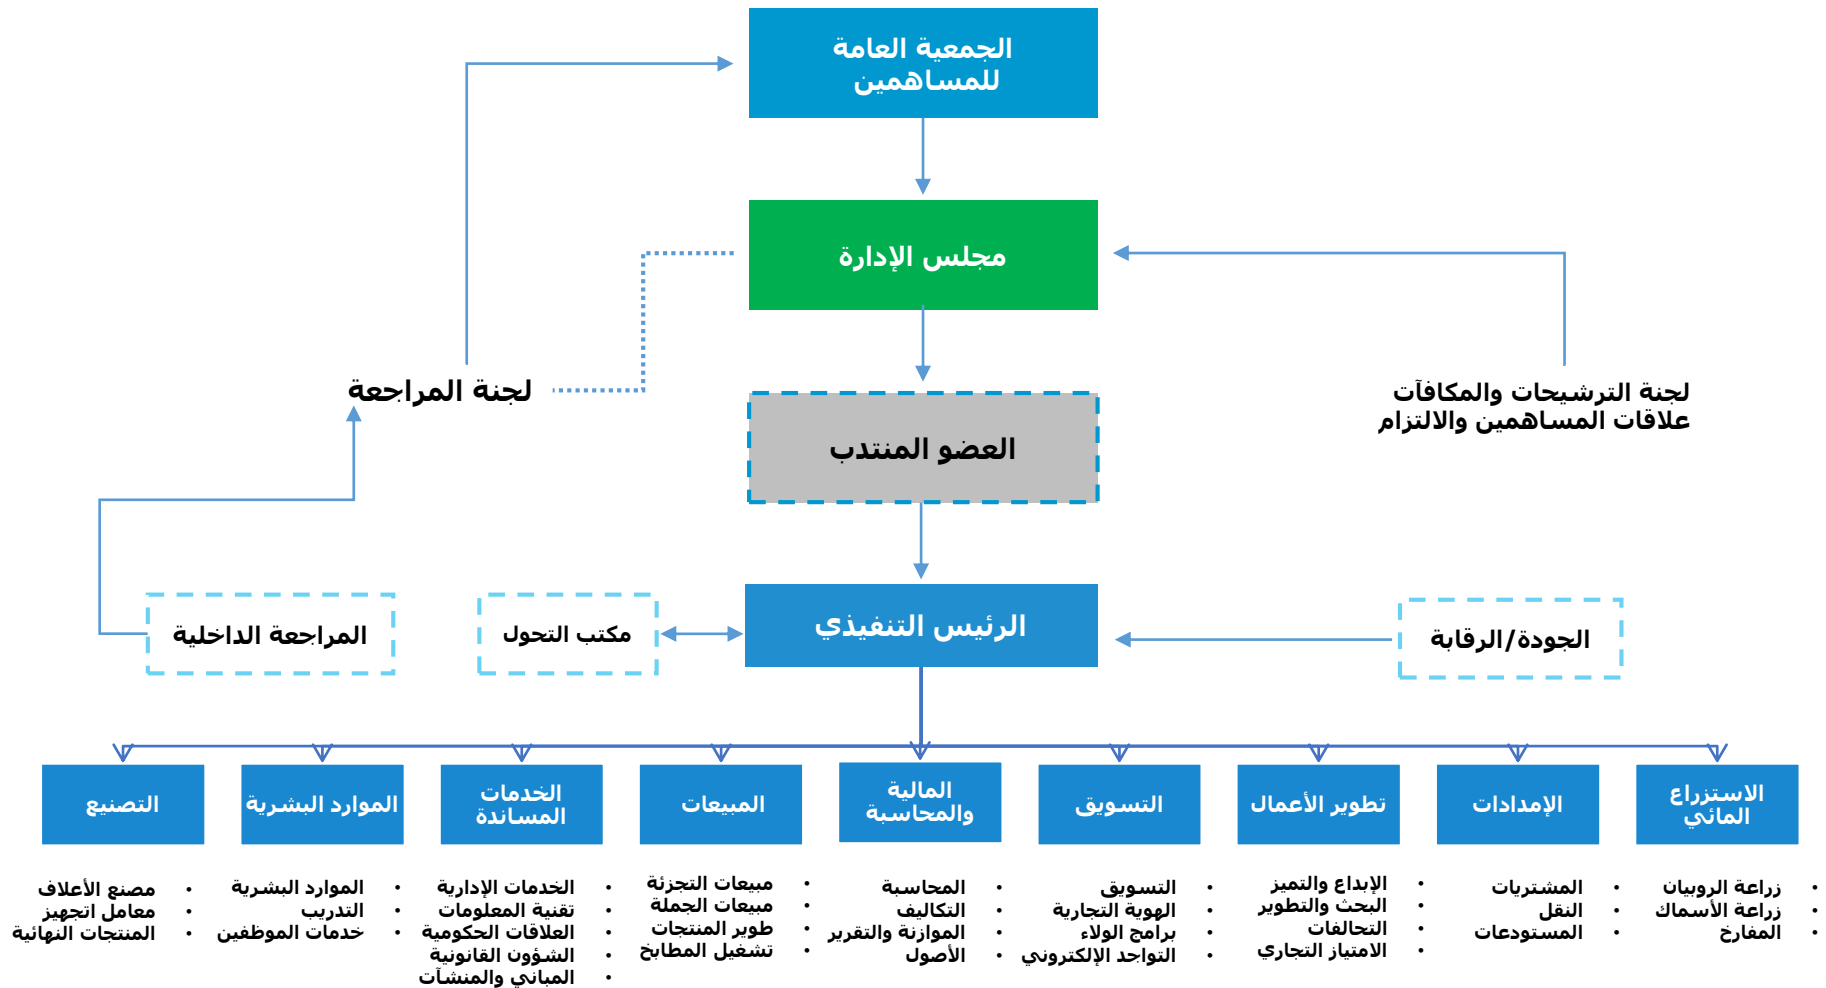 الجمعية العامة
للمساهمين
مجلس الإدارة
لجنة الترشيحات والمكافآت
علاقات المساهمين والالتزام
لجنة المراجعة
العضو المنتدب
الجودة/الرقابة
الرئيس التنفيذي
مكتب التحول
المراجعة الداخلية
الاستزراع
المائي
• زراعة الروبيان
• زراعة الأسماك
• المفارخ
الإمدادات
• المشتريات
• النقل
• المستودعات
تطوير الأعمال
• الإبداع والتميز
• البحث والتطوير
• التحالفات
• الامتياز التجاري
التسويق
• التسويق
• الهوية التجارية
• برامج الولاء
• التواجد الإلكتروني
المالية
والمحاسبة
• المحاسبة
• التكاليف
• الموازنة والتقرير
• الأصول
المبيعات
• مبيعات التجزئة
• مبيعات الجملة
• طوير المنتجات
• تشغيل المطابخ
الخدمات
المساندة
• الخدمات الإدارية
• تقنية المعلومات
• العلاقات الحكومية
• الشؤون القانونية
• المباني والمنشآت
الموارد البشرية
• الموارد البشرية
• التدريب
• خدمات الموظفين
التصنيع
• مصنع الأعلاف
• معامل اتجهيز
• المنتجات النهائية